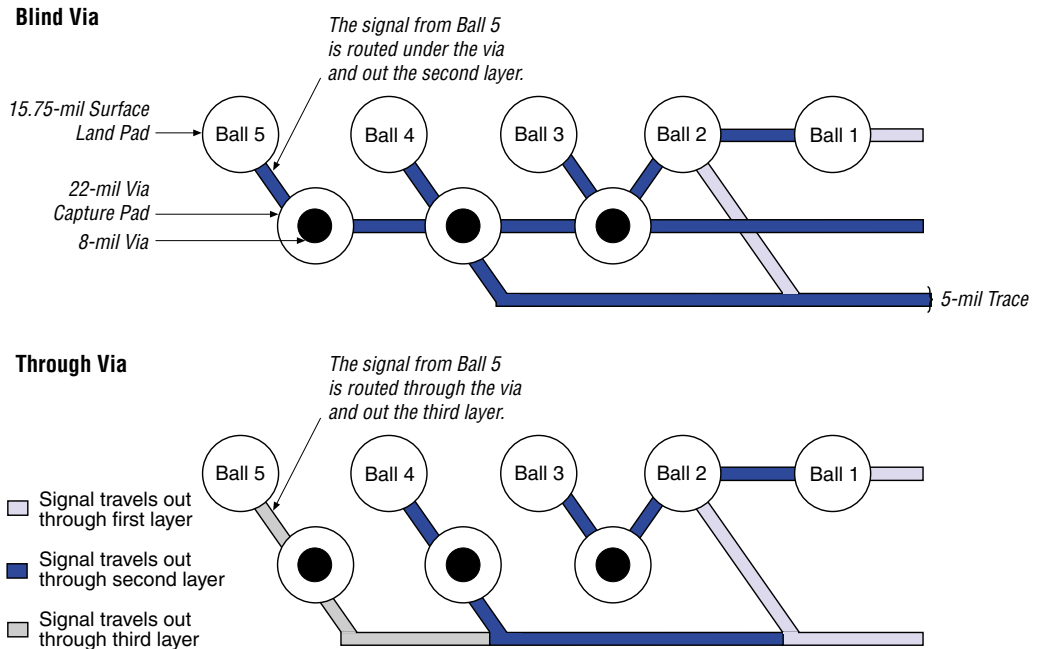 Blind Via
The signal from Ball 5
is routed under the via
and out the second layer.
15.75-mil Surface
Land Pad
Ball 5
Ball 4
Ball 3
Ball 2
Ball 1
22-mil Via
Capture Pad
8-mil Via
5-mil Trace
Through Via
The signal from Ball 5
is routed through the via
and out the third layer.
Ball 5
Ball 4
Ball 3
Ball 2
Ball 1
Signal travels out
through first layer
Signal travels out
through second layer
Signal travels out
through third layer